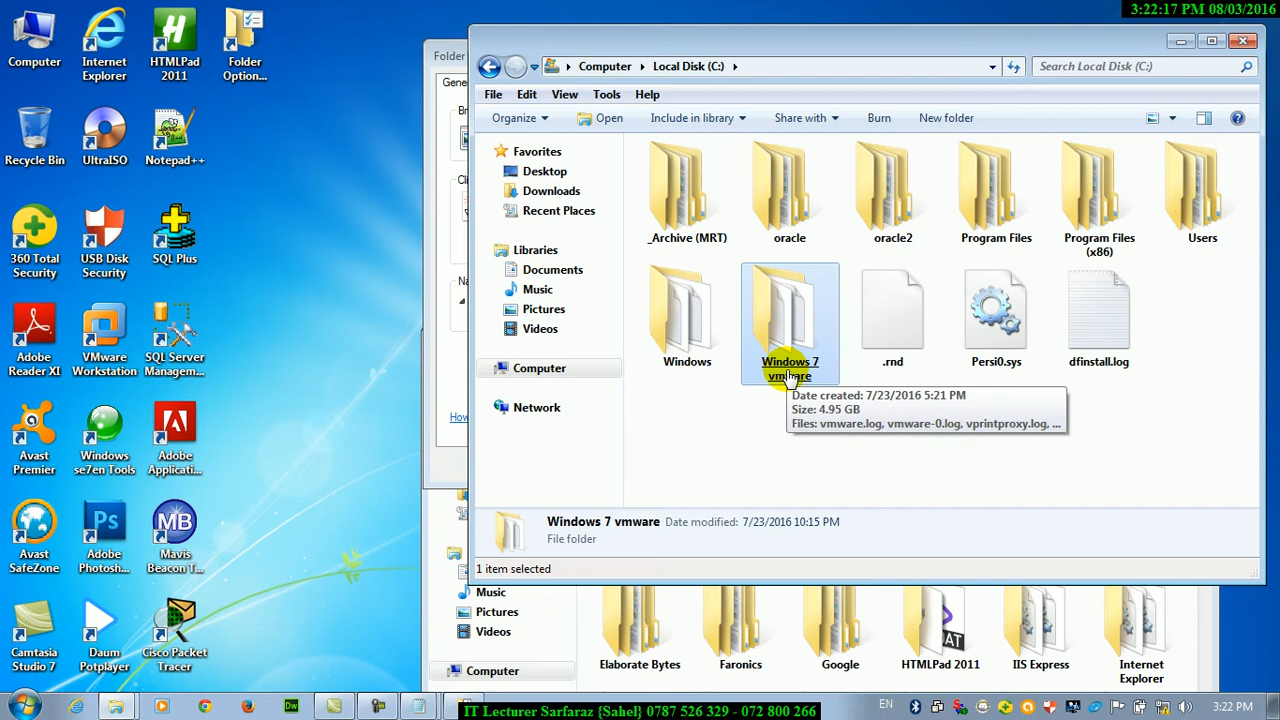 3:22:17 PM 08/03/2016
Computer
Internet
Explorer
HTMLPad
2011
Folder
Option...
Recycle Bin
UltraISO
Notepad++
360 Total
Security
USB Disk
Security
SQL Plus
Adobe
Reader XI
VMware
Workstation
SQL Server
Managem...
Avast
Premier
Windows
se7en Tools
Adobe
Applicati...
Avast
SafeZone
Adobe
Photosh...
Mavis
Beacon T...
Camtasia
Studio 7
Daum
Potplayer
Cisco Packet
Tracer
Folder
Gene
Br
Cli
Na
How
Computer
Local Disk (C:)
Search Local Disk (C:)
File
Edit
View
Tools
Help
Organize
Open
Include in library
Share with
Burn
New folder
Favorites
Desktop
Downloads
Recent Places
Libraries
Documents
Music
Pictures
Videos
Computer
Network
_Archive (MRT)
oracle
oracle2
Program Files
Program Files
(x86)
Users
Windows
Windows 7
vmware
.rnd
Persi0.sys
dfinstall.log
Date created: 7/23/2016 5:21 PM
Size: 4.95 GB
Files: vmware.log, vmware-0.log, vprintproxy.log, ...
Windows 7 vmware
Date modified: 7/23/2016 10:15 PM
File folder
1 item selected
Music
Pictures
Videos
Computer
Elaborate Bytes
Faronics
Google
HTMLPad 2011
IIS Express
Internet
Explorer
EN
3:22 PM
IT Lecturer Sarfaraz {Sahel} 0787 526 329 - 072 800 266